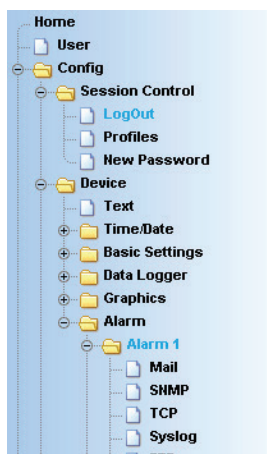 Home
User
Config
Session Control
LogOut
Profiles
New Password
Device
Text
Time/Date
Basic Settings
Data Logger
Graphics
Alarm
Alarm 1
Mail
SNMP
TCP
Syslog